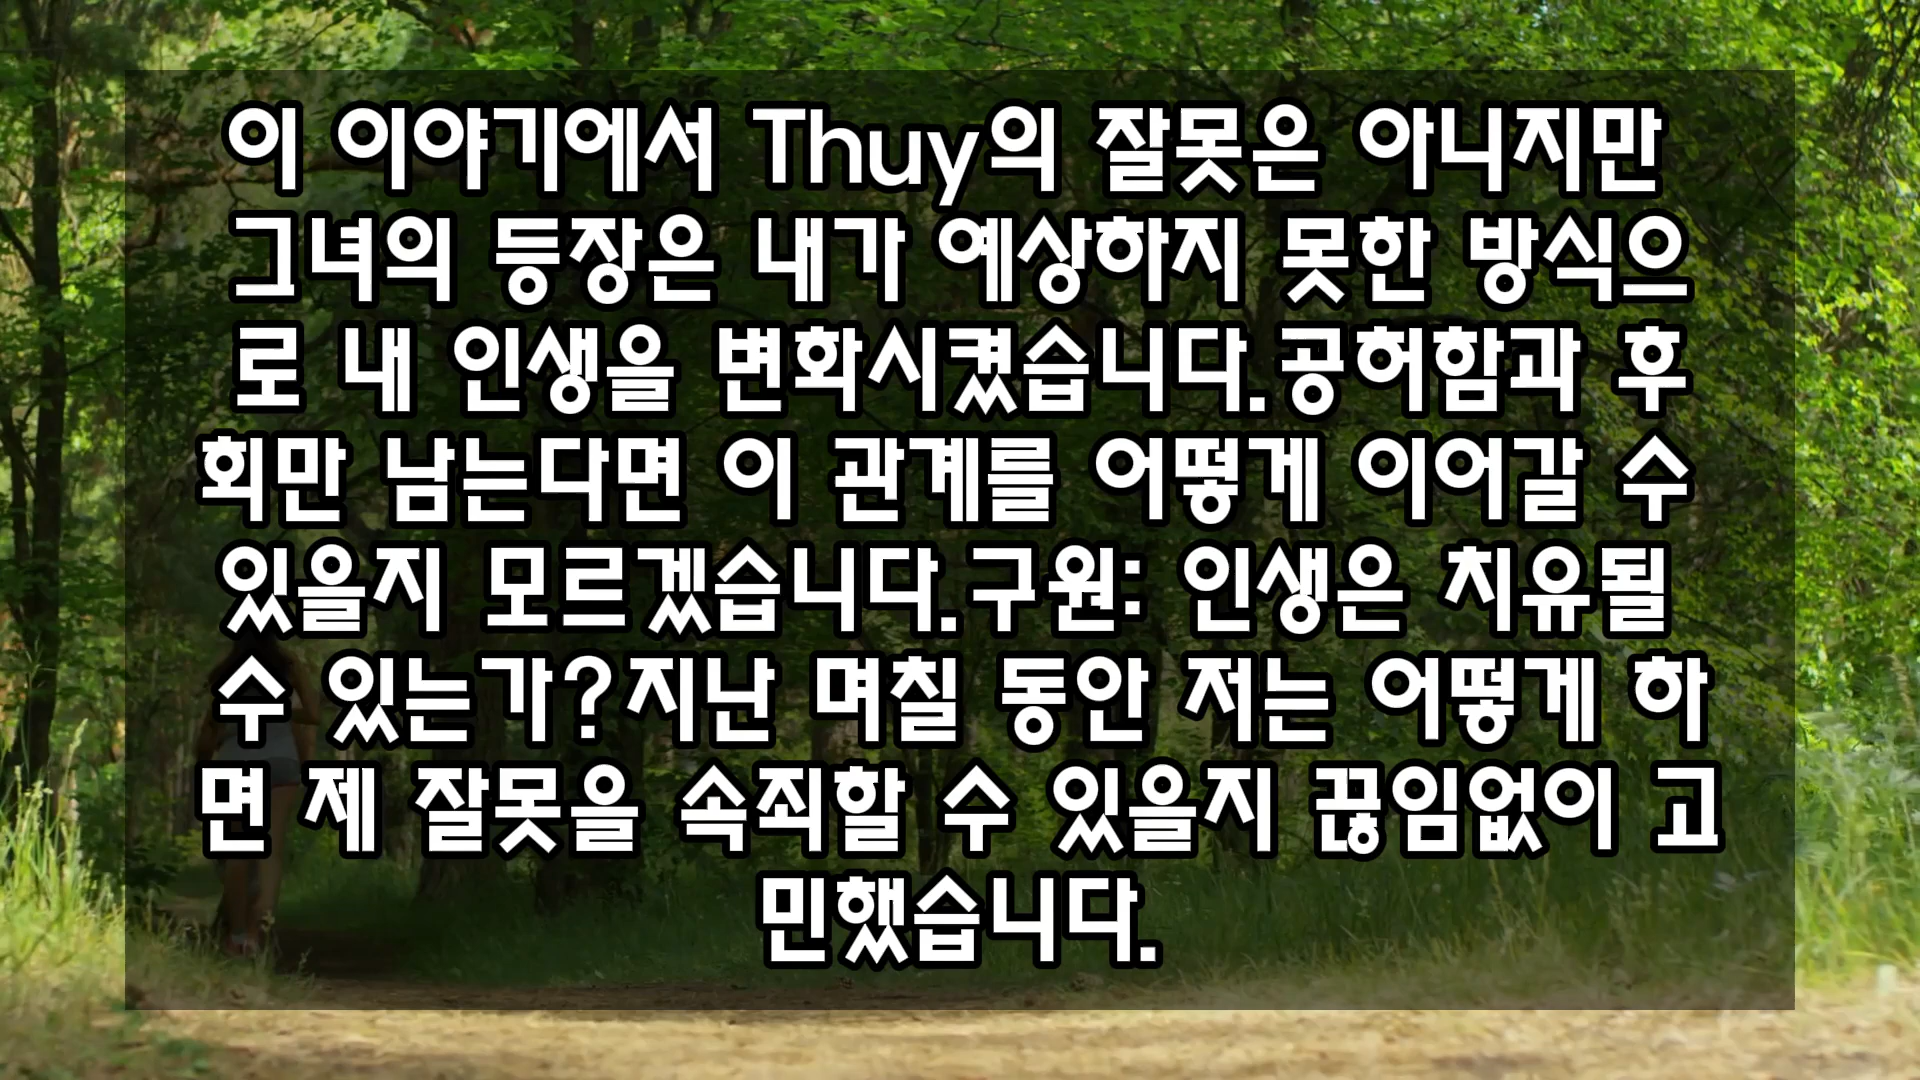 이 이야기에서 Thuy의 잘못은 아니지만
그녀의 등장은 내가 예상하지 못한 방식으
로 내 인생을 변화시켰습니다.공허함과 후
회만 남는다면 이 관계를 어떻게 이어갈 수
있을지 모르겠습니다.구원: 인생은 치유될
수 있는가?지난 며칠 동안 저는 어떻게 하
면 제 잘못을 속죄할 수 있을지 끊임없이 고
민했습니다.